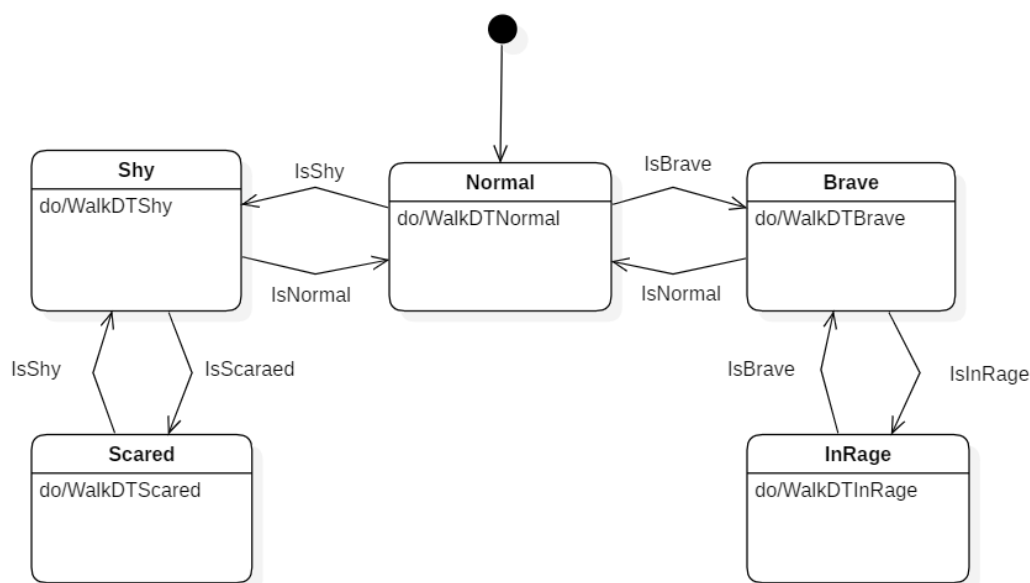 Shy
do/WalkDTShy
IsShy
Normal
do/WalkDTNormal
IsBrave
Brave
do/WalkDTBrave
IsNormal
IsNormal
IsShy
IsScaraed
IsBrave
IsInRage
Scared
do/WalkDTScared
InRage
do/WalkDTInRage